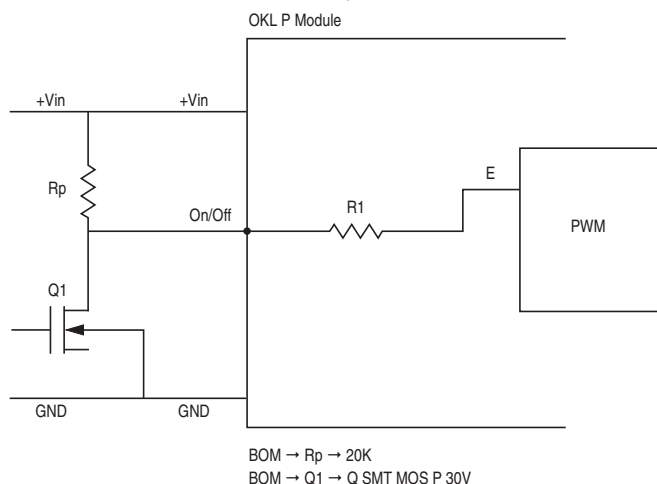 OKL P Module
+Vin +Vin
Rp
On/Off
R1
E
PWM
Q1
GND GND
BOM → Rp → 20K
BOM → Q1 → Q SMT MOS P 30V